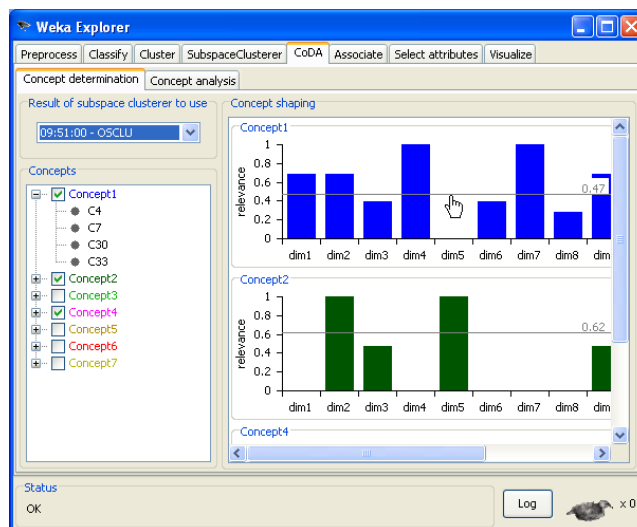 Weka Explorer
Preprocess Classify Cluster SubspaceClusterer CoDA Associate Select attributes Visualize
Concept determination Concept analysis
Result of subspace clusterer to use
09:51:00 - OSCLU
Concepts
Concept1
C4
C7
C30
C33
Concept2
Concept3
Concept4
Concept5
Concept6
Concept7
Concept shaping
Concept1
relevance
1
0.8
0.6
0.4
0.2
0
0.47
dim1 dim2 dim3 dim4 dim5 dim6 dim7 dim8 dim
Concept2
relevance
1
0.8
0.6
0.4
0.2
0
0.62
dim1 dim2 dim3 dim4 dim5 dim6 dim7 dim8 dim
Concept4
Status
OK
Log
x 0